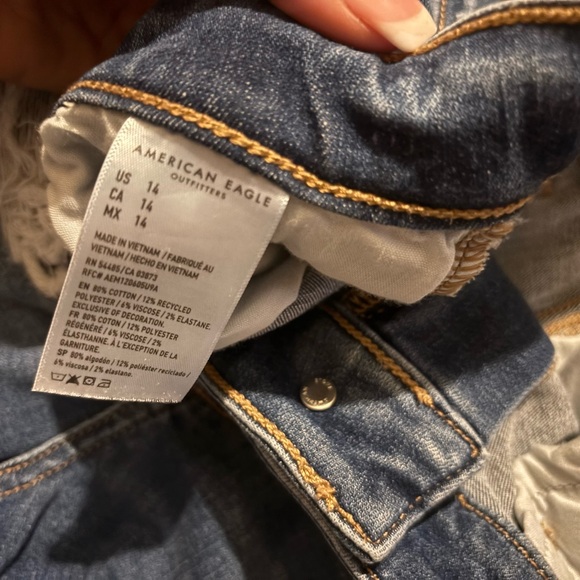 AMERICAN EAGLE
OUTFITTERS
US 14
CA 14
MX 14
MADE IN VIETNAM / FABRIQUÉ AU
VIETNAM / HECHO EN VIETNAM
RN 54485/CA 03873
RFC# AEM120606U9A
EN 80% COTTON / 12% RECYCLED
POLYESTER / 6% VISCOSE / 2% ELASTANE.
EXCLUSIVE OF DECORATION.
FR 80% COTON / 12% POLYESTER
RÉGÉNÉRÉ / 6% VISCOSE / 2%
ÉLASTHANNE. À L'EXCEPTION DE LA
GARNITURE.
SP 80% algodón / 12% poliéster reciclado /
6% viscosa / 2% elastano.